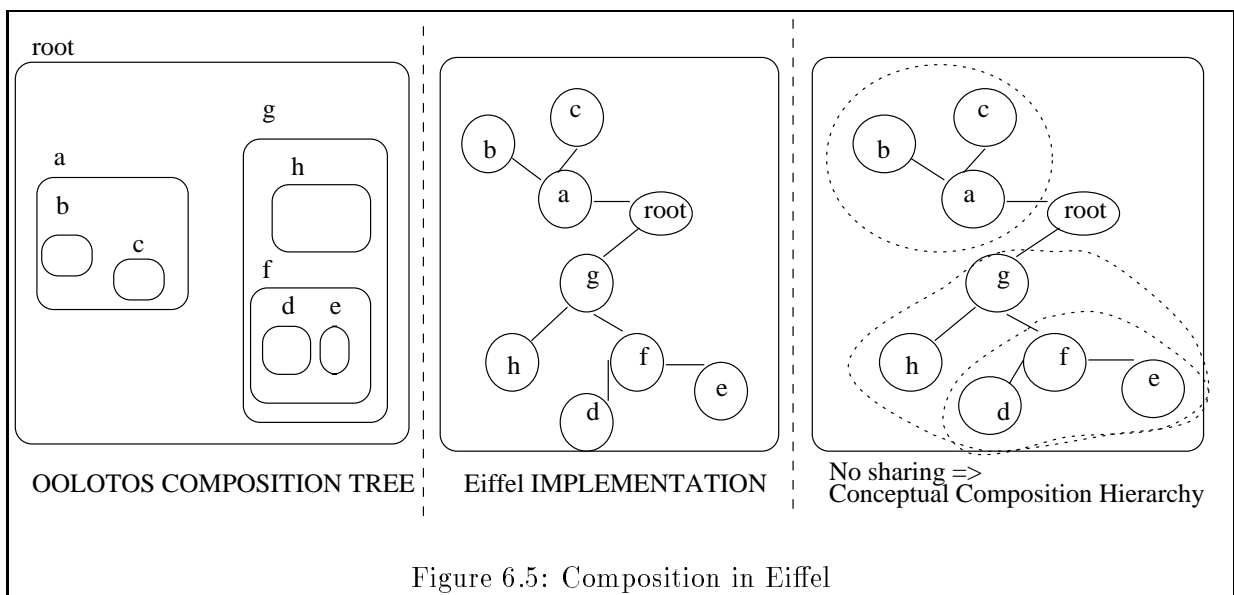 root
g
a
h
b
c
f
d e
OOLOTOS COMPOSITION TREE
c
b
a
root
g
h
f
e
d
Eiffel IMPLEMENTATION
c
b
a
root
g
h
f
e
d
No sharing =>
Conceptual Composition Hierarchy
Figure 6.5: Composition in Eiffel